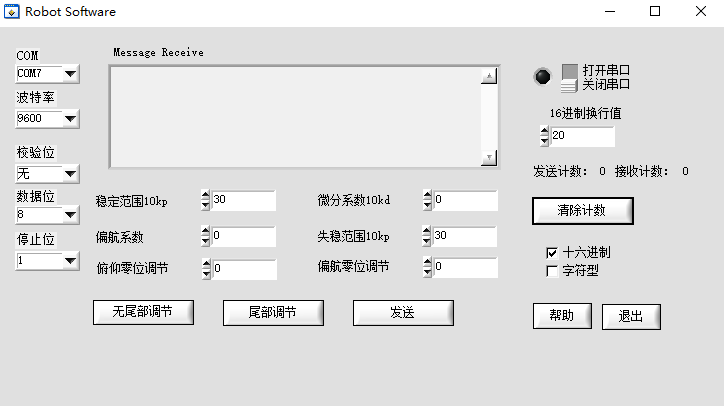 Robot Software
COM
COM7
波特率
9600
校验位
无
数据位
8
停止位
1
Message Receive
打开串口
关闭串口
16进制换行值
20
发送计数: 0 接收计数: 0
清除计数
稳定范围10kp 30
微分系数10kd 0
偏航系数 0
失稳范围10kp 30
俯仰零位调节 0
偏航零位调节 0
十六进制
字符型
无尾部调节
尾部调节
发送
帮助
退出